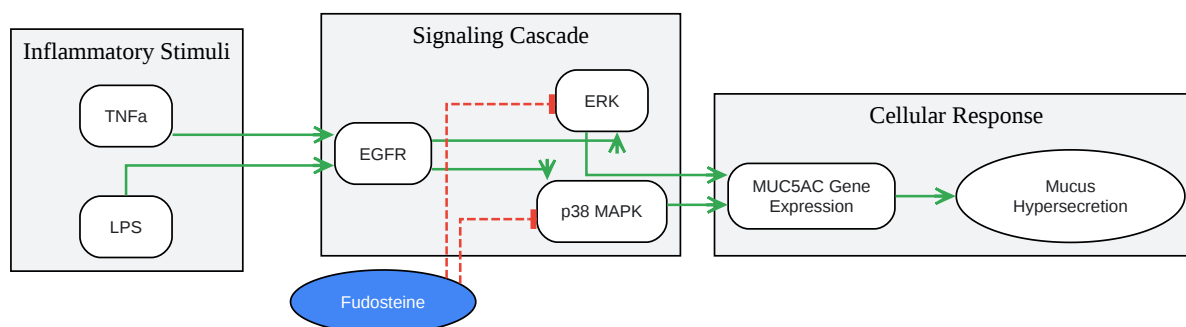 Inflammatory Stimuli
TNFa
LPS
Signaling Cascade
EGFR
ERK
p38 MAPK
Cellular Response
MUC5AC Gene
Expression
Mucus
Hypersecretion
Fudosteine